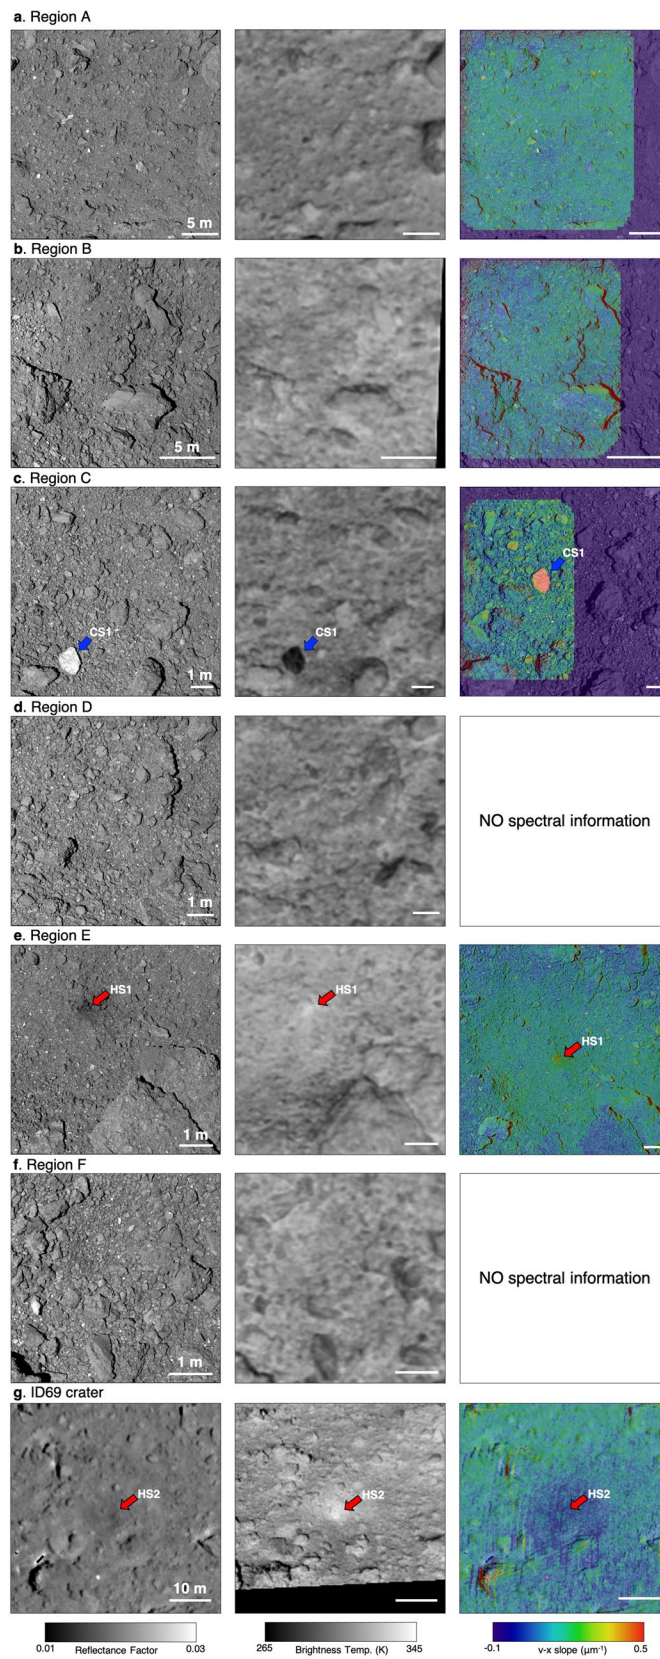 a. Region A
5 m
b. Region B
5 m
c. Region C
CS1
1 m
CS1
CS1
d. Region D
1 m
NO spectral information
e. Region E
HS1
1 m
HS1
HS1
f. Region F
1 m
NO spectral information
g. ID69 crater
HS2
10 m
HS2
HS2
0.01 Reflectance Factor 0.03
265 Brightness Temp. (K) 345
-0.1 v-x slope (μm⁻¹) 0.5